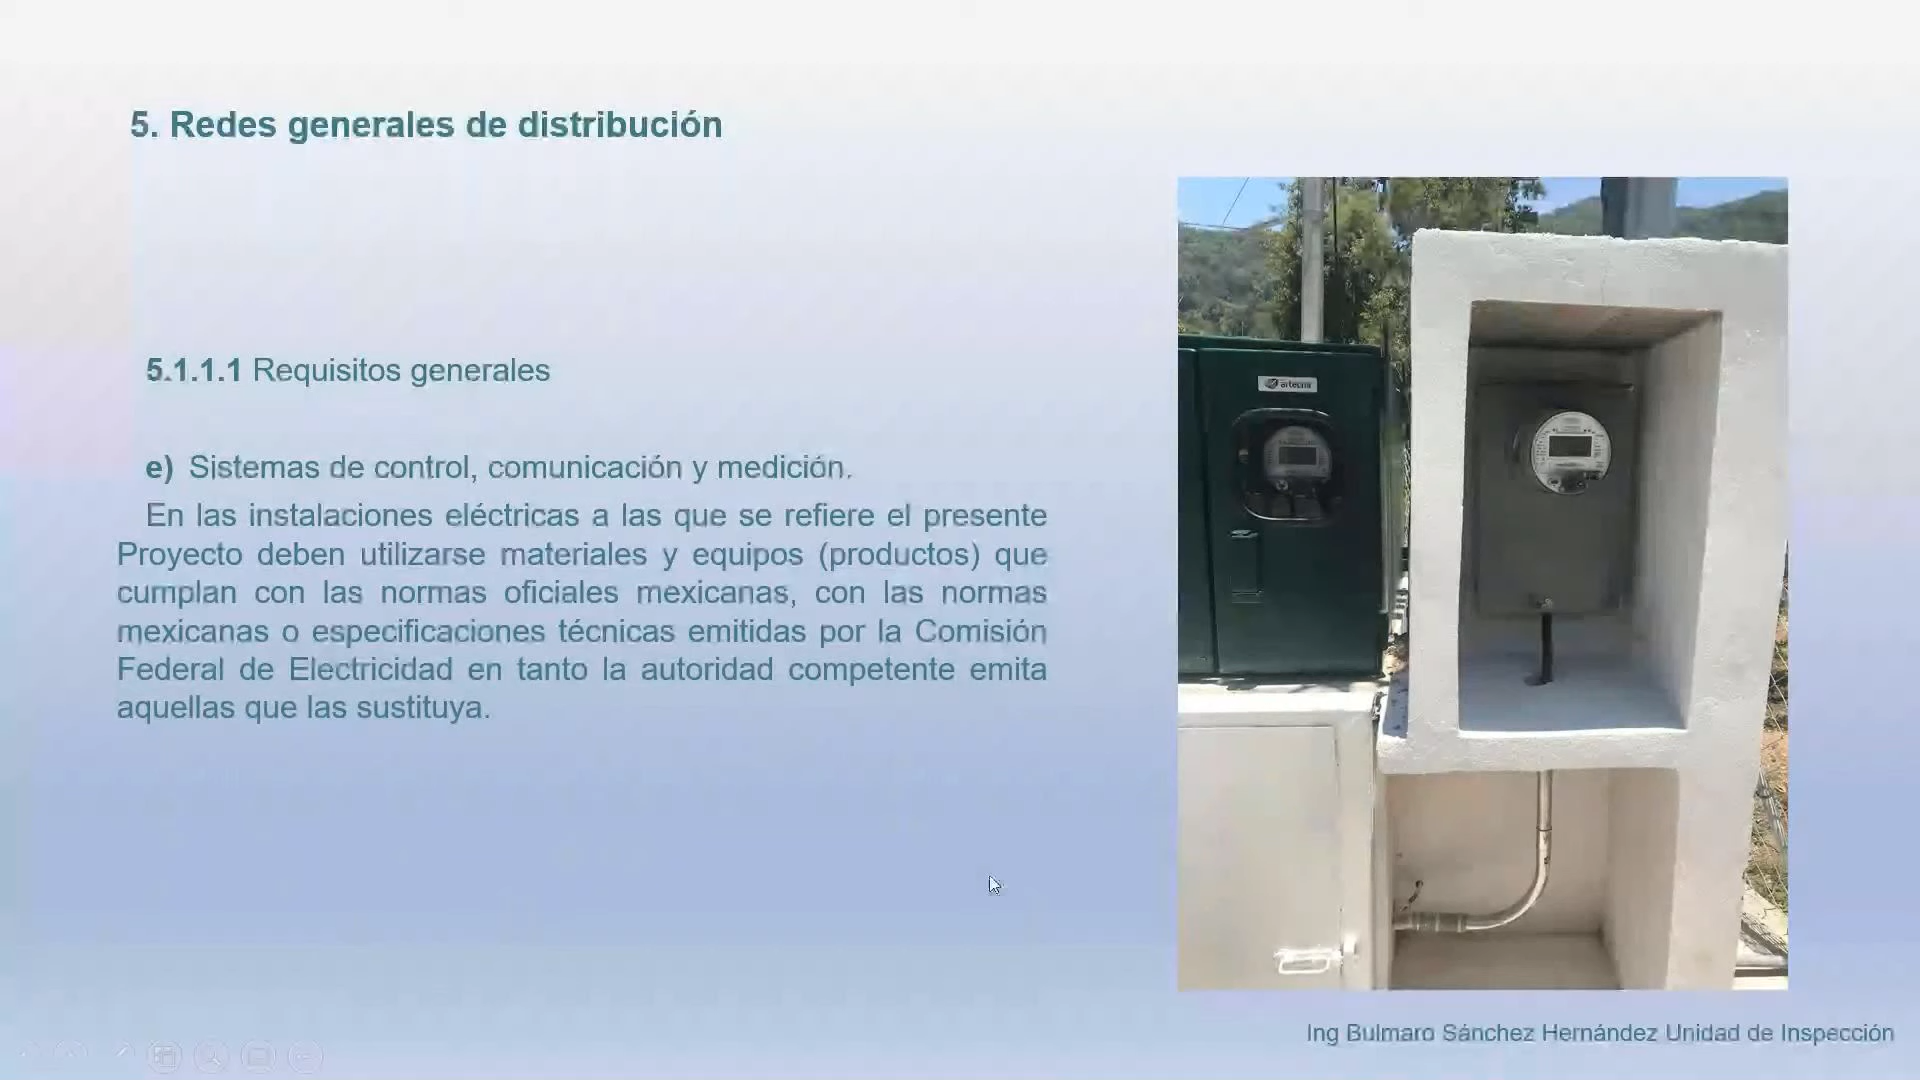 5. Redes generales de distribución
5.1.1.1 Requisitos generales
e) Sistemas de control, comunicación y medición.
En las instalaciones eléctricas a las que se refiere el presente
Proyecto deben utilizarse materiales y equipos (productos) que
cumplan con las normas oficiales mexicanas, con las normas
mexicanas o especificaciones técnicas emitidas por la Comisión
Federal de Electricidad en tanto la autoridad competente emita
aquellas que las sustituya.
artecna
Ing Bulmaro Sánchez Hernández Unidad de Inspección